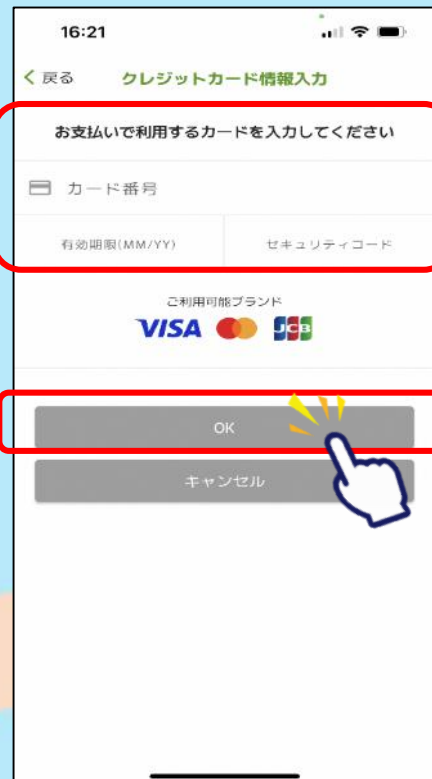 16:21
戻る クレジットカード情報入力
お支払いで利用するカードを入力してください
カード番号
有効期限(MM/YY) セキュリティコード
ご利用可能ブランド
VISA JCB
OK
キャンセル